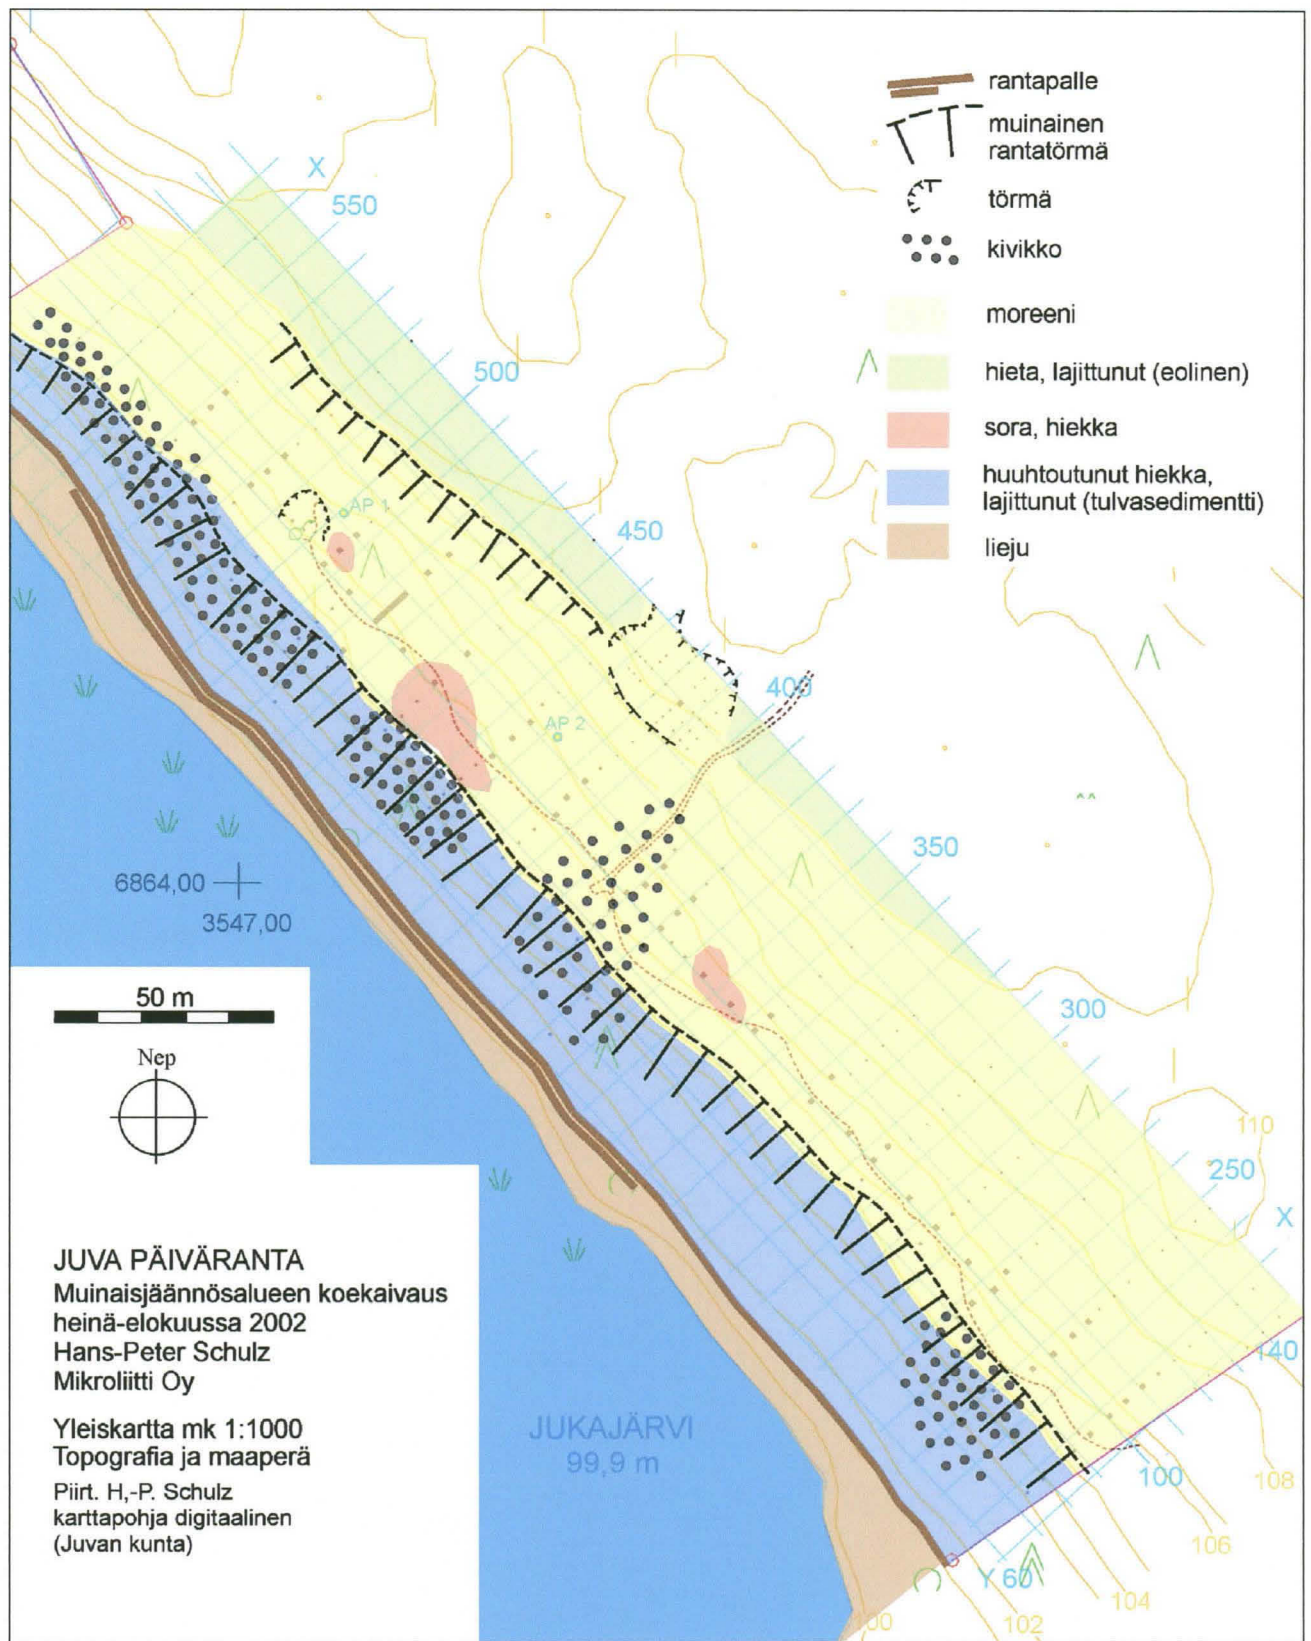 rantapalle
muinainen
rantatörmä
törmä
kivikko
moreeni
hieta, lajittunut (eolinen)
sora, hiekka
huuhtoutunut hiekka,
lajittunut (tulvasedimentti)
lieju
X
550
500
450
400
350
300
250
X
110
140
100
108
106
104
102
100
Y 60
AP 1
AP 2
6864,00
3547,00
50 m
Nep
JUKAJÄRVI
99,9 m
JUVA PÄIVÄRANTA
Muinaisjäännösalueen koekaivaus
heinä-elokuussa 2002
Hans-Peter Schulz
Mikroliitti Oy
Yleiskartta mk 1:1000
Topografia ja maaperä
Piirt. H,-P. Schulz
karttapohja digitaalinen
(Juvan kunta)